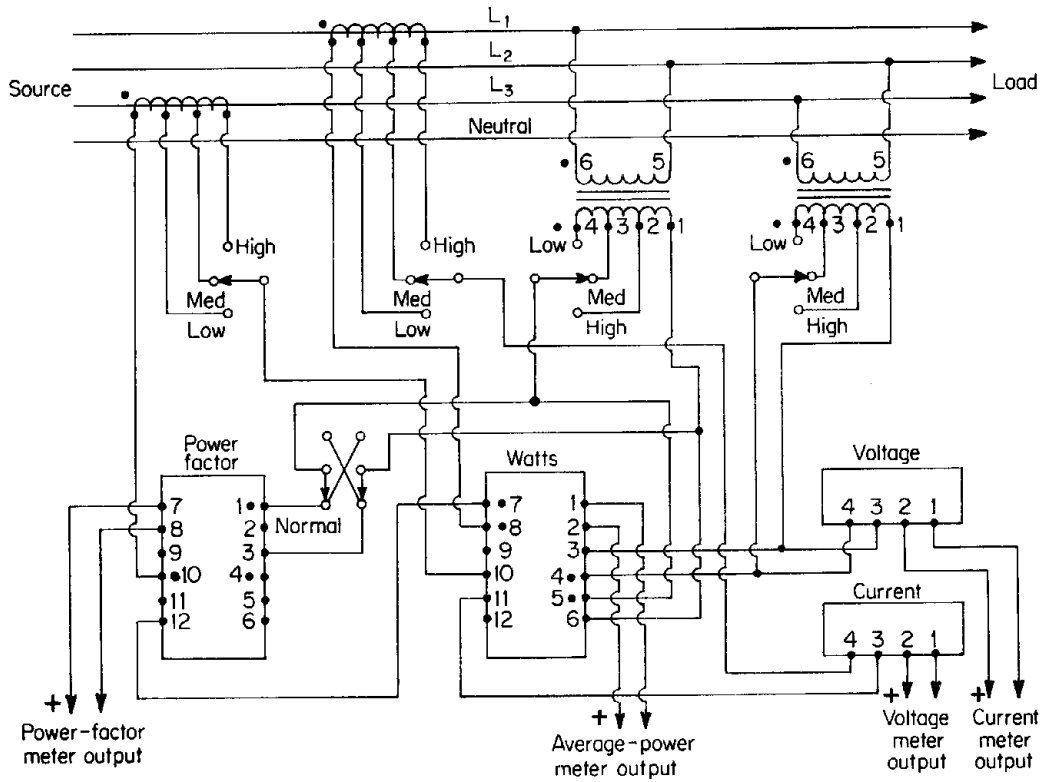 L1
L2
Source
L3
Load
Neutral
6 5
6 5
4 3 2 1
4 3 2 1
High
High
Low
Low
Med
Med
Med
Med
Low
Low
High
High
Power
factor
Watts
Voltage
7 1
8 2
9 3
10 4
11 5
12 6
Normal
7 1
8 2
9 3
10 4
11 5
12 6
4 3 2 1
Current
4 3 2 1
+
Power-factor
meter output
+
Average-power
meter output
+
Voltage
meter
output
+
Current
meter
output